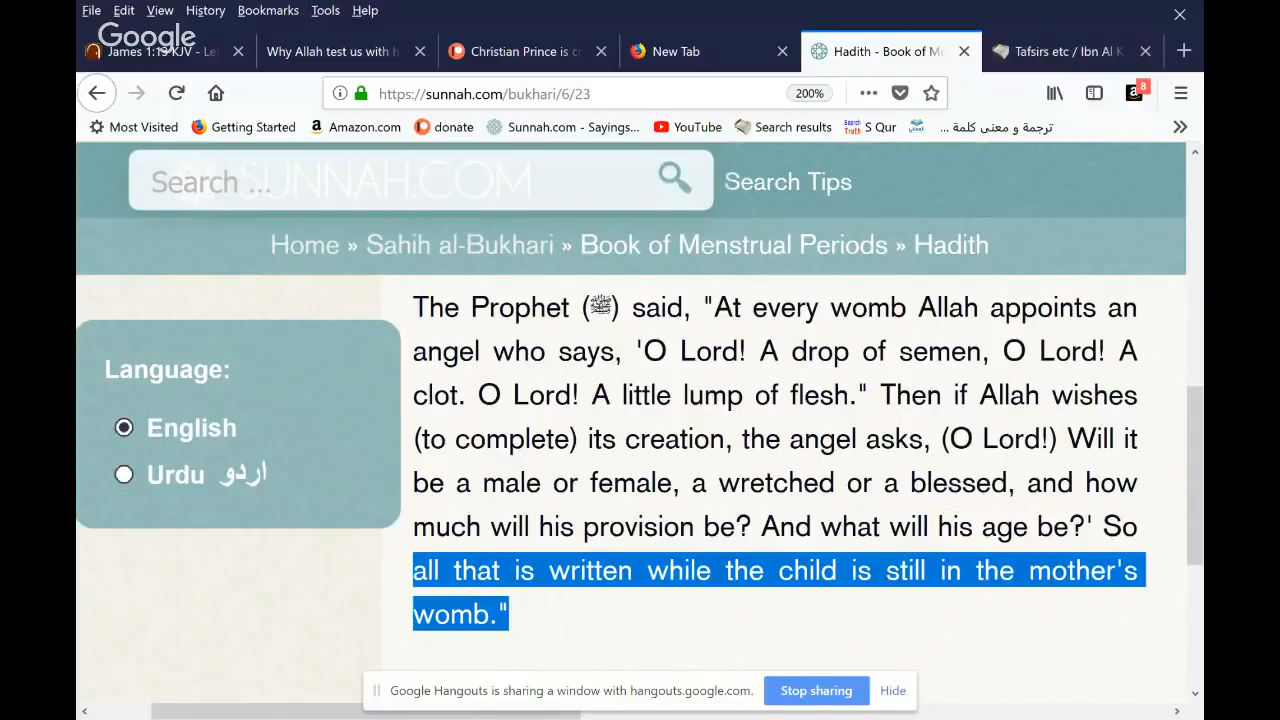 File Edit View History Bookmarks Tools Help
Google
James 1:13 KJV - Le
Why Allah test us with h
Christian Prince is cr
New Tab
Hadith - Book of Me
Tafsirs etc / Ibn Al K
https://sunnah.com/bukhari/6/23
200%
8
Most Visited Getting Started Amazon.com donate Sunnah.com - Sayings... YouTube Search results S Qur ترجمة و معنى كلمة ...
Search ... SUNNAH.COM Search Tips
Home » Sahih al-Bukhari » Book of Menstrual Periods » Hadith
Language:
English
Urdu اردو
The Prophet (ﷺ) said, "At every womb Allah appoints an
angel who says, 'O Lord! A drop of semen, O Lord! A
clot. O Lord! A little lump of flesh." Then if Allah wishes
(to complete) its creation, the angel asks, (O Lord!) Will it
be a male or female, a wretched or a blessed, and how
much will his provision be? And what will his age be?' So
all that is written while the child is still in the mother's
womb."
Google Hangouts is sharing a window with hangouts.google.com. Stop sharing Hide